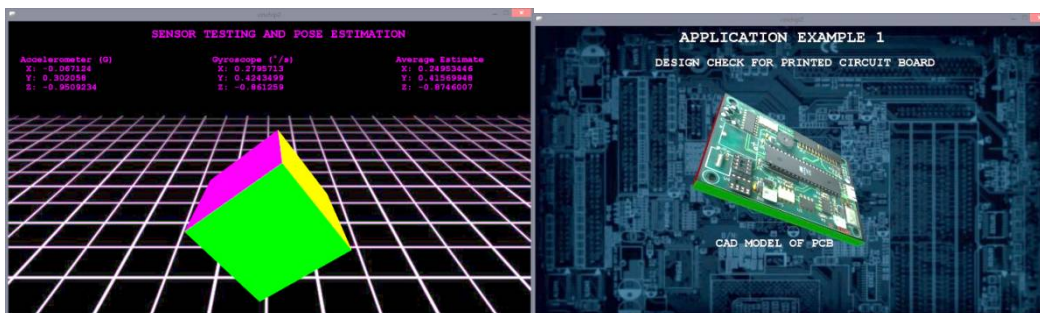 SENSOR TESTING AND POSE ESTIMATION
Accelerometer (G)
X: -0.067124
Y: 0.302058
Z: -0.9509234
Gyroscope (°/s)
X: 0.2795713
Y: 0.4243499
Z: -0.861259
Average Estimate
X: 0.24953446
Y: 0.41569948
Z: -0.8746007
APPLICATION EXAMPLE 1
DESIGN CHECK FOR PRINTED CIRCUIT BOARD
CAD MODEL OF PCB